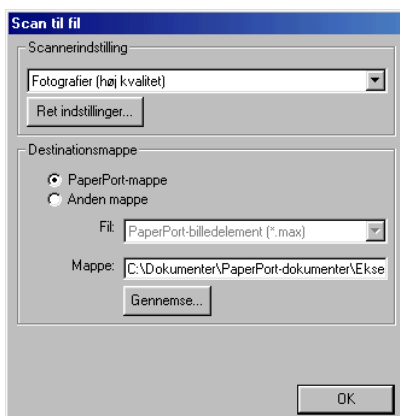 Scan til fil
Scannerindstilling
Fotografier (høj kvalitet)
Ret indstillinger...
Destinationsmappe
PaperPort-mappe
Anden mappe
Fil: PaperPort-billedelement (*.max)
Mappe: C:\Dokumenter\PaperPort-dokumenter\Ekse
Gennemse...
OK